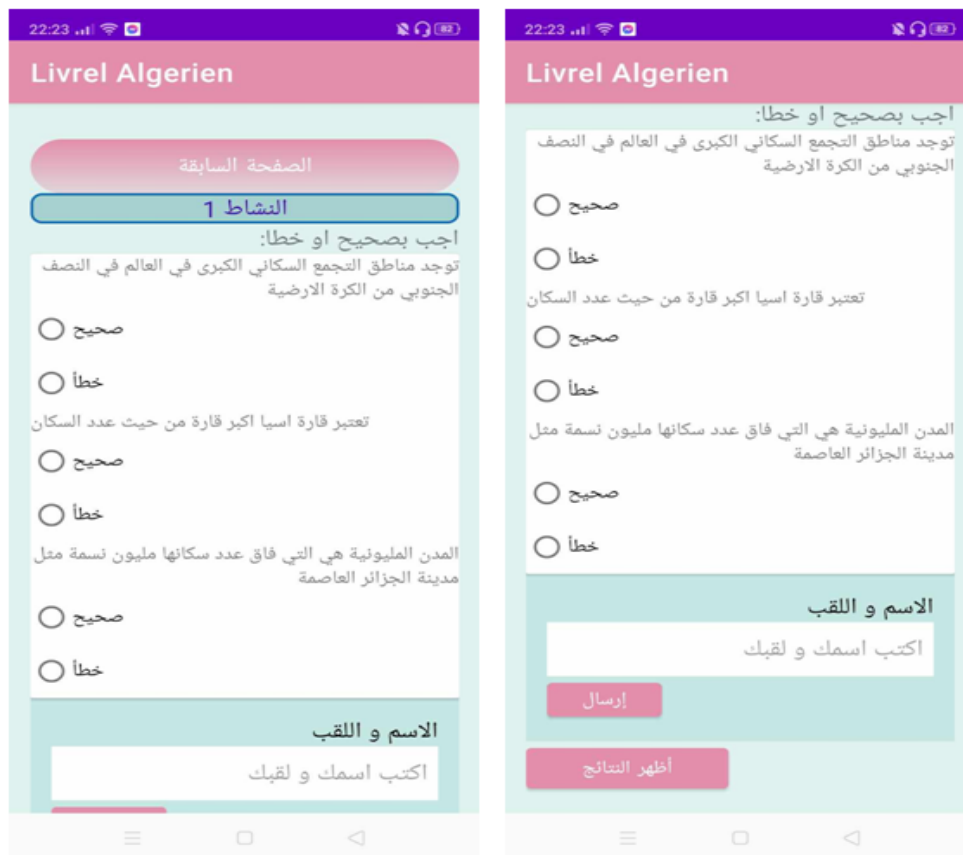 22:23
82
Livrel Algerien
الصفحة السابقة
النشاط 1
اجب بصحيح او خطا:
توجد مناطق التجمع السكاني الكبرى في العالم في النصف
الجنوبي من الكرة الارضية
صحيح
خطأ
تعتبر قارة اسيا اكبر قارة من حيث عدد السكان
صحيح
خطأ
المدن المليونية هي التي فاق عدد سكانها مليون نسمة مثل
مدينة الجزائر العاصمة
صحيح
خطأ
الاسم و اللقب
اكتب اسمك و لقبك
22:23
82
Livrel Algerien
اجب بصحيح او خطا:
توجد مناطق التجمع السكاني الكبرى في العالم في النصف
الجنوبي من الكرة الارضية
صحيح
خطأ
تعتبر قارة اسيا اكبر قارة من حيث عدد السكان
صحيح
خطأ
المدن المليونية هي التي فاق عدد سكانها مليون نسمة مثل
مدينة الجزائر العاصمة
صحيح
خطأ
الاسم و اللقب
اكتب اسمك و لقبك
إرسال
أظهر النتائج